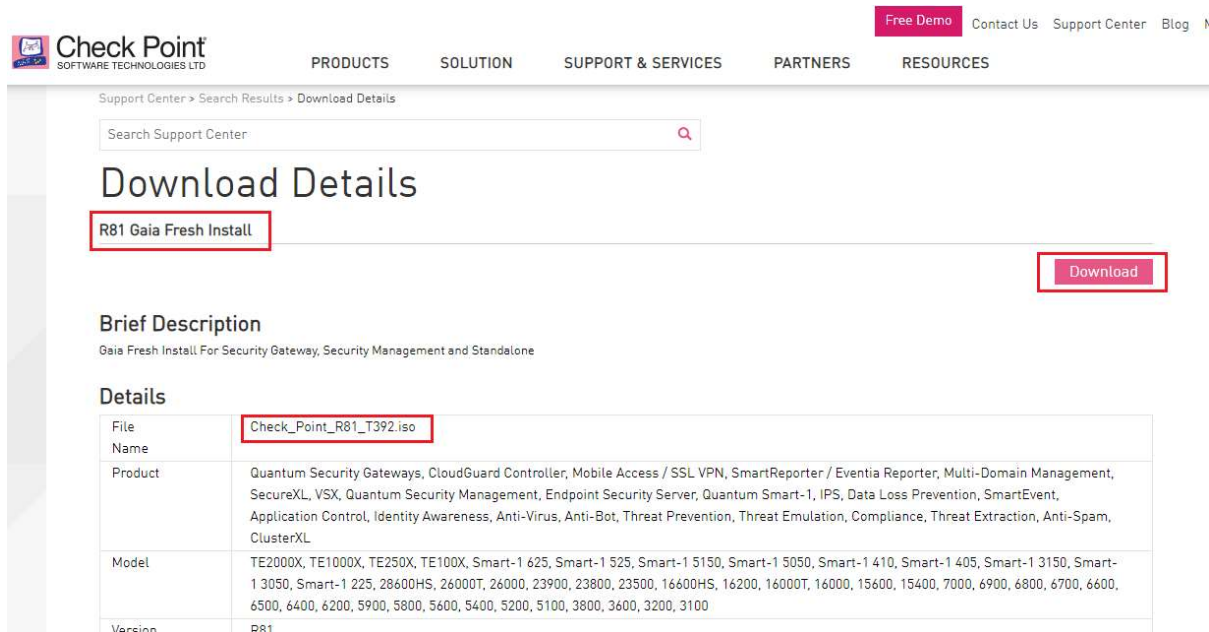 Free Demo Contact Us Support Center Blog
Check Point
SOFTWARE TECHNOLOGIES LTD
PRODUCTS SOLUTION SUPPORT & SERVICES PARTNERS RESOURCES
Support Center > Search Results > Download Details
Search Support Center
Download Details
R81 Gaia Fresh Install
Download
Brief Description
Gaia Fresh Install For Security Gateway, Security Management and Standalone
Details
File Check_Point_R81_T392.iso
Name
Product Quantum Security Gateways, CloudGuard Controller, Mobile Access / SSL VPN, SmartReporter / Eventia Reporter, Multi-Domain Management,
SecureXL, VSX, Quantum Security Management, Endpoint Security Server, Quantum Smart-1, IPS, Data Loss Prevention, SmartEvent,
Application Control, Identity Awareness, Anti-Virus, Anti-Bot, Threat Prevention, Threat Emulation, Compliance, Threat Extraction, Anti-Spam,
ClusterXL
Model TE2000X, TE1000X, TE250X, TE100X, Smart-1 625, Smart-1 525, Smart-1 5150, Smart-1 5050, Smart-1 410, Smart-1 405, Smart-1 3150, Smart-
1 3050, Smart-1 225, 28600HS, 26000T, 26000, 23900, 23800, 23500, 16600HS, 16200, 16000T, 16000, 15600, 15400, 7000, 6900, 6800, 6700, 6600,
6500, 6400, 6200, 5900, 5800, 5600, 5400, 5200, 5100, 3800, 3600, 3200, 3100
Version R81